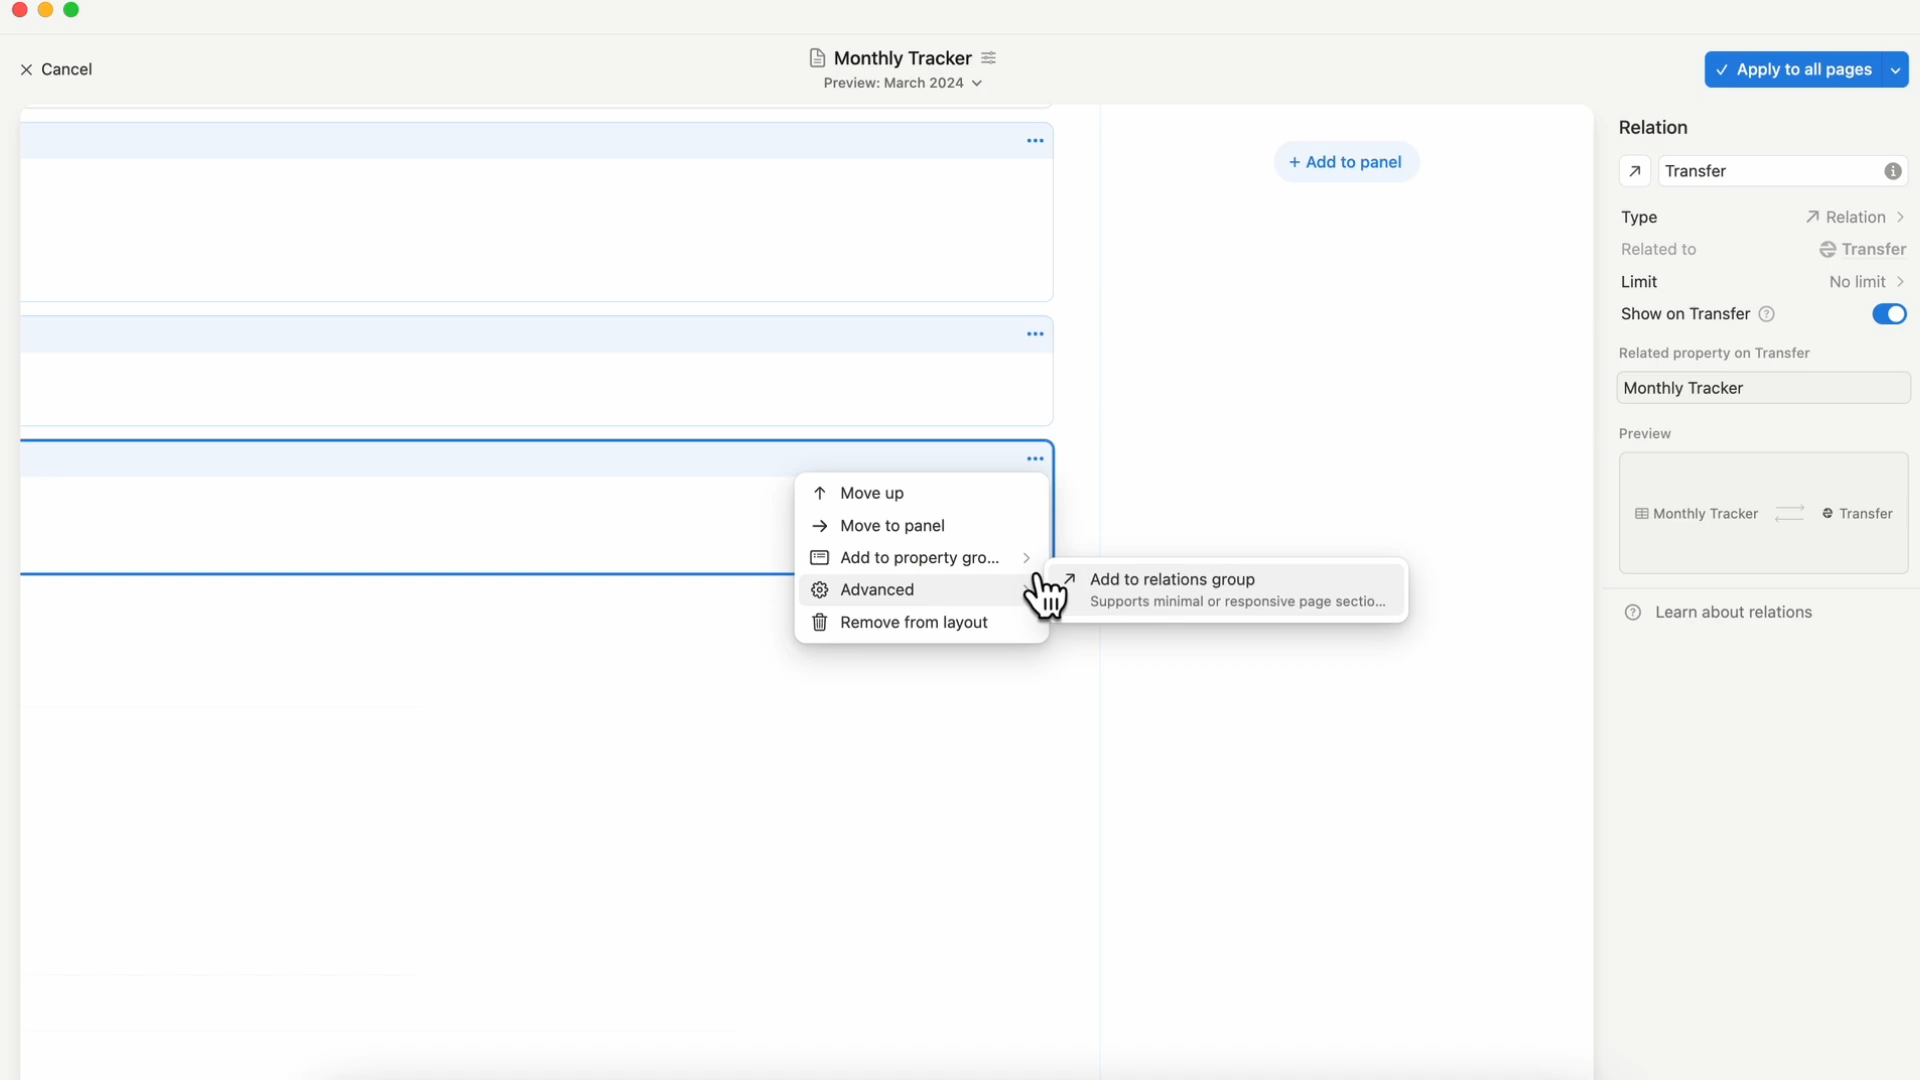 Cancel
Monthly Tracker
Preview: March 2024
Apply to all pages
+ Add to panel
Move up
Move to panel
Add to property gro...
Advanced
Remove from layout
Add to relations group
Supports minimal or responsive page sectio...
Relation
Transfer
Type Relation
Related to Transfer
Limit No limit
Show on Transfer
Related property on Transfer
Monthly Tracker
Preview
Monthly Tracker Transfer
Learn about relations